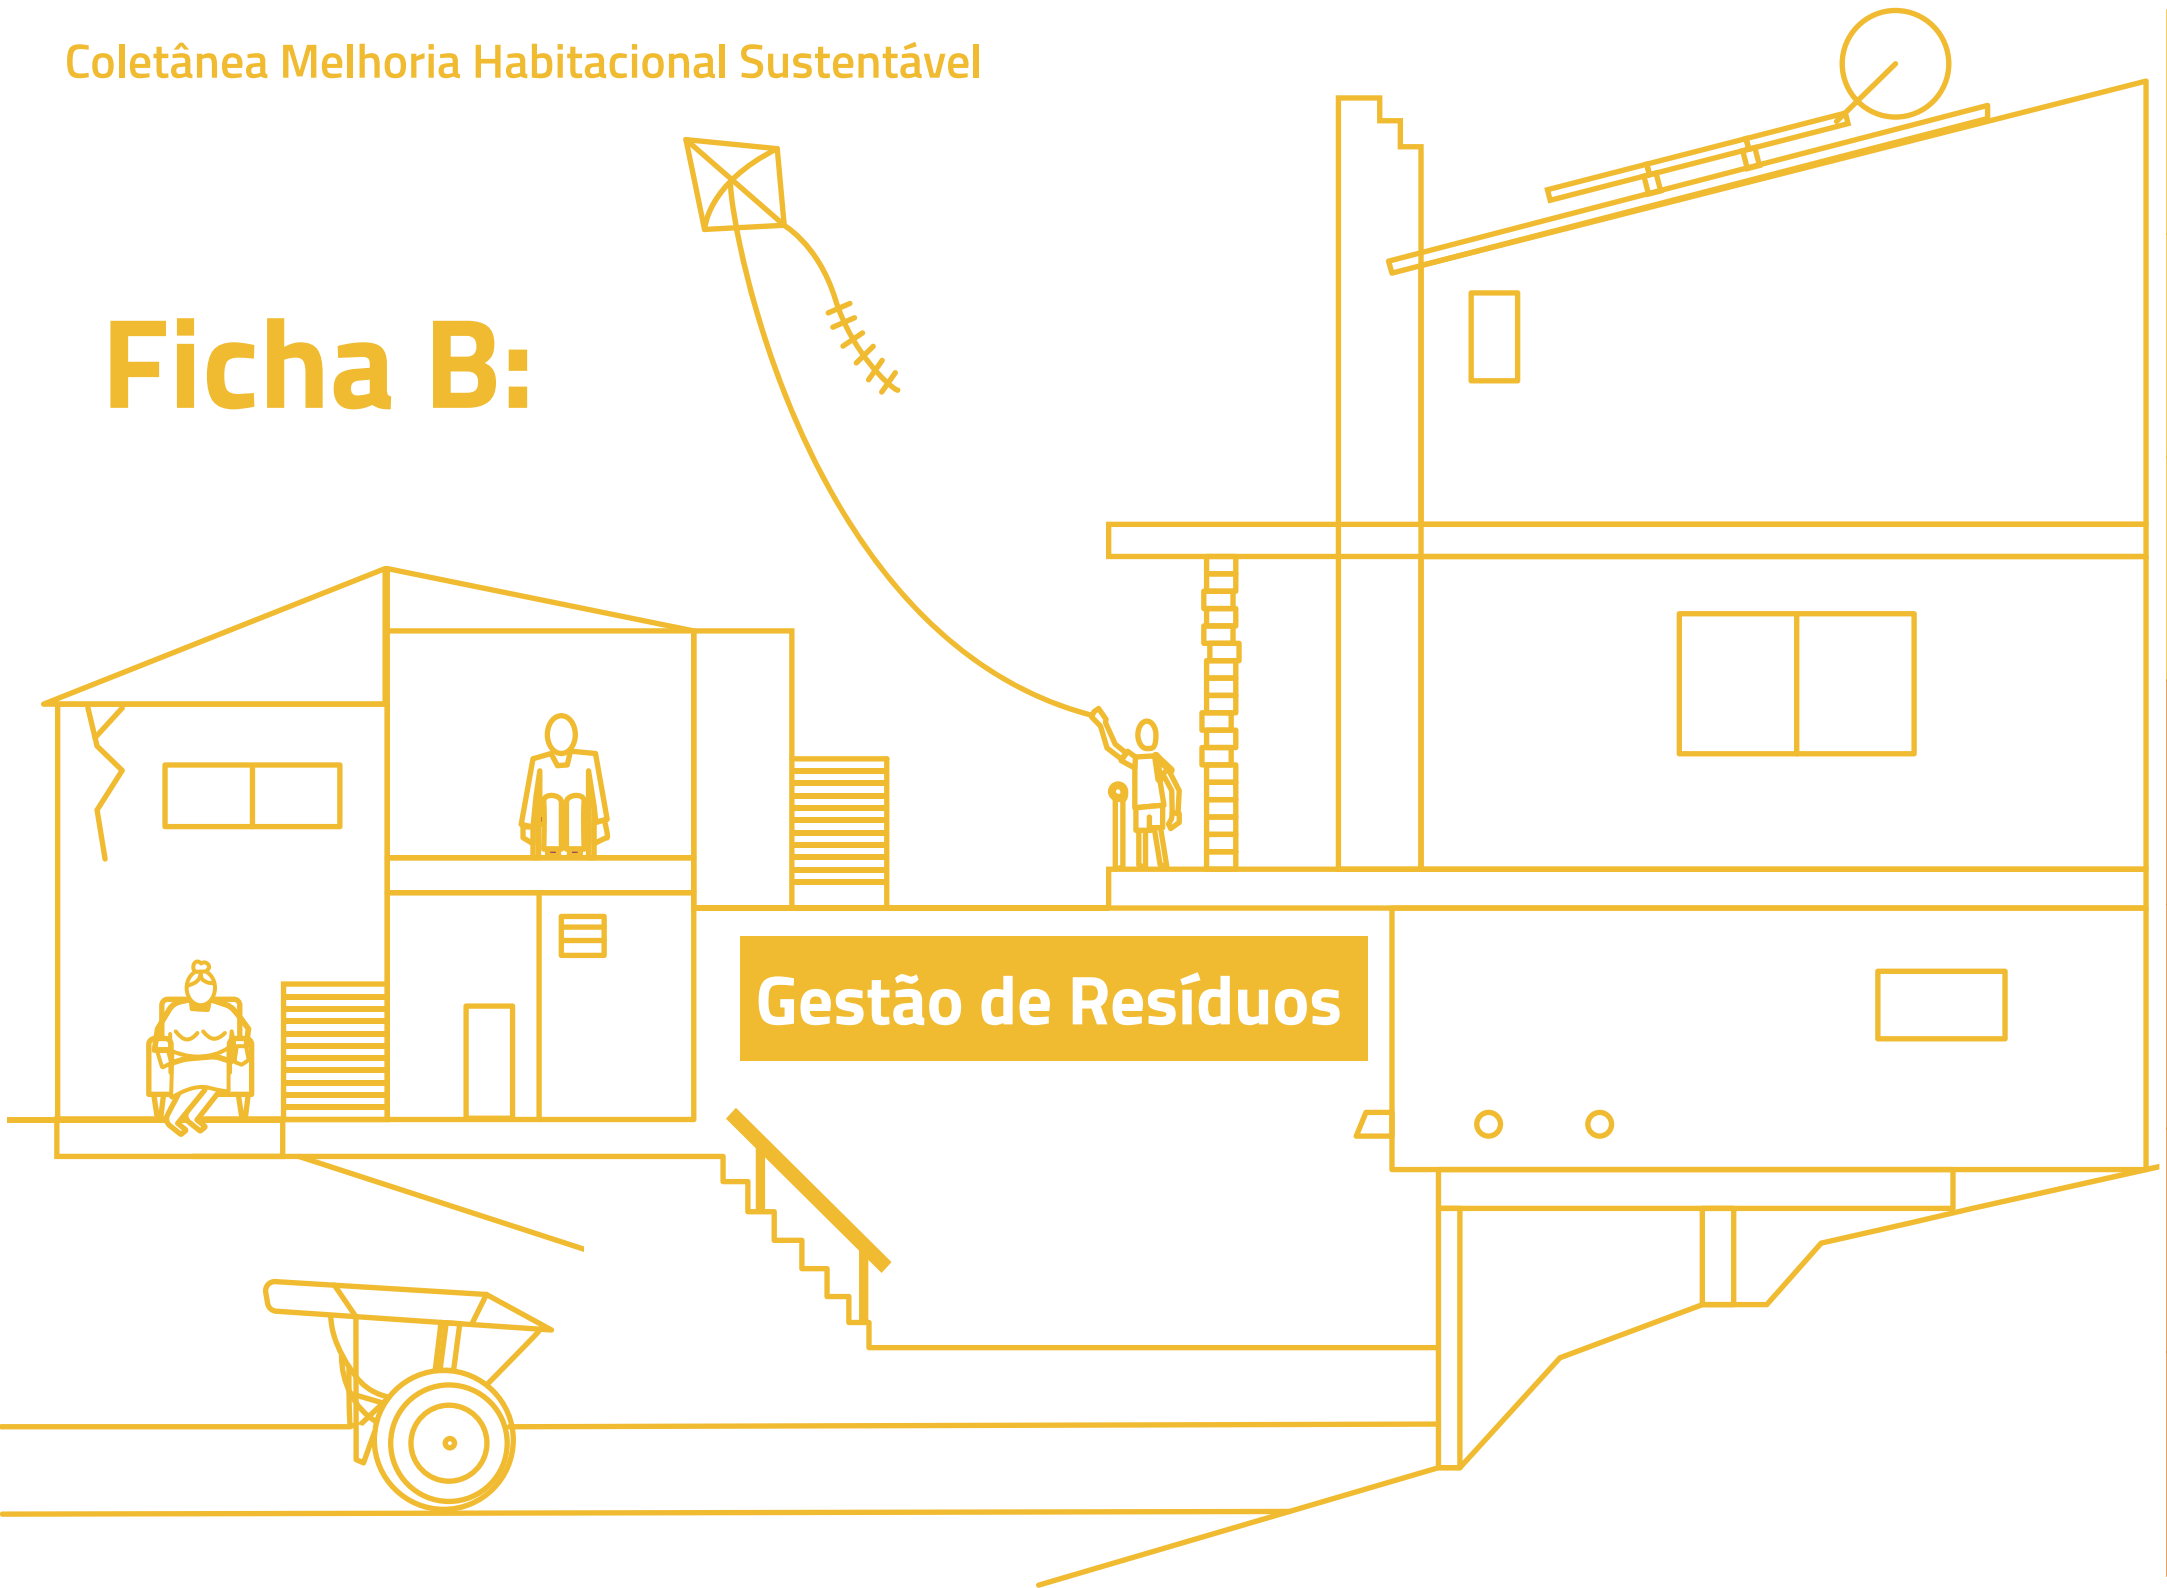 Coletânea Melhoria Habitacional Sustentável
Ficha B:
Gestão de Resíduos